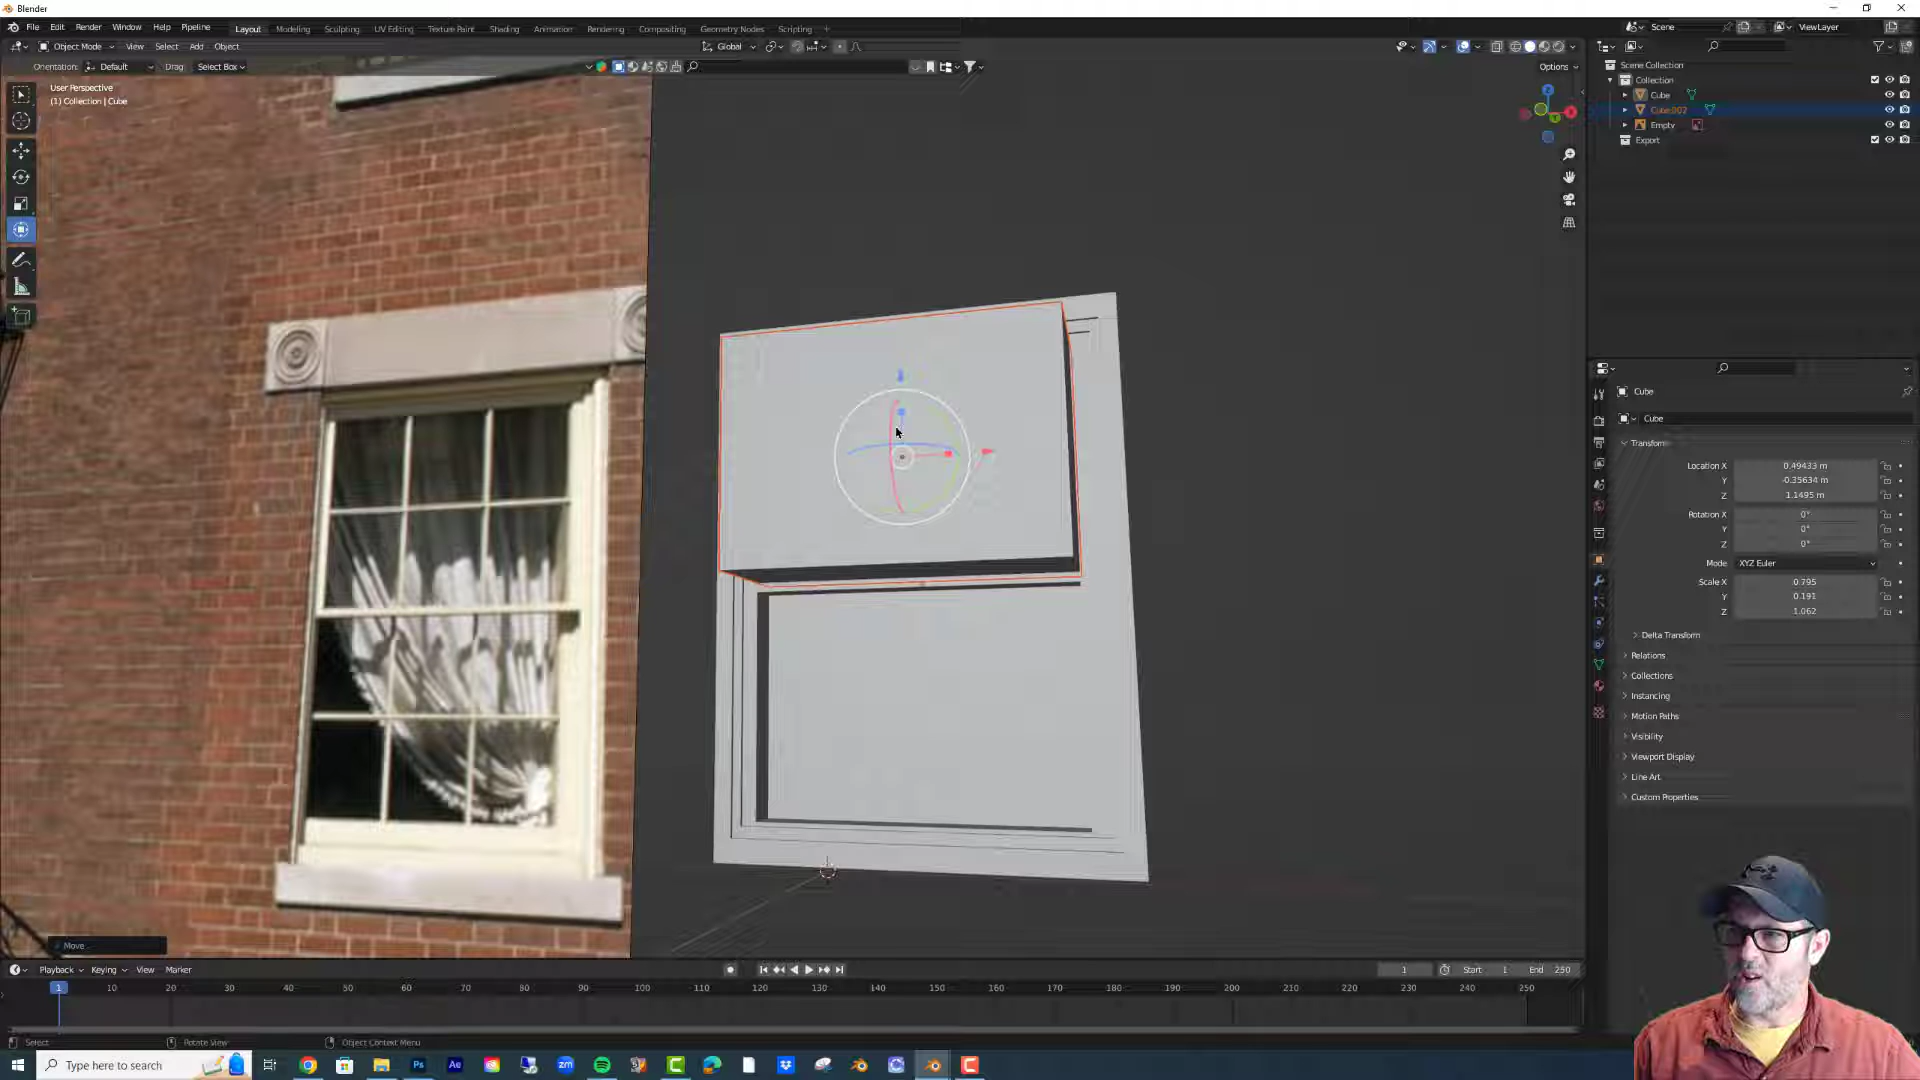 Blender
File Edit Render Window Help Pipeline Layout Modeling Sculpting UV Editing Texture Paint Shading Animation Rendering Compositing Geometry Nodes Scripting Scene ViewLayer
Object Mode View Select Add Object Global
Orientation: Default Drag: Select Box Options
User Perspective
(1) Collection | Cube
Scene Collection
Collection
Cube
Cube.002
Empty
Export
Z
Cube
Cube
Transform
Location X 0.49433 m
Y -0.35634 m
Z 1.1495 m
Rotation X 0°
Y 0°
Z 0°
Mode XYZ Euler
Scale X 0.795
Y 0.191
Z 1.062
Delta Transform
Relations
Collections
Instancing
Motion Paths
Visibility
Viewport Display
Line Art
Custom Properties
Move
Playback Keying View Marker 1 Start 1 End 250
1 10 20 30 40 50 60 70 80 90 100 110 120 130 140 150 160 170 180 190 200 210 220 230 240 250
Select Rotate View Object Context Menu
Type here to search Ps Ae zm